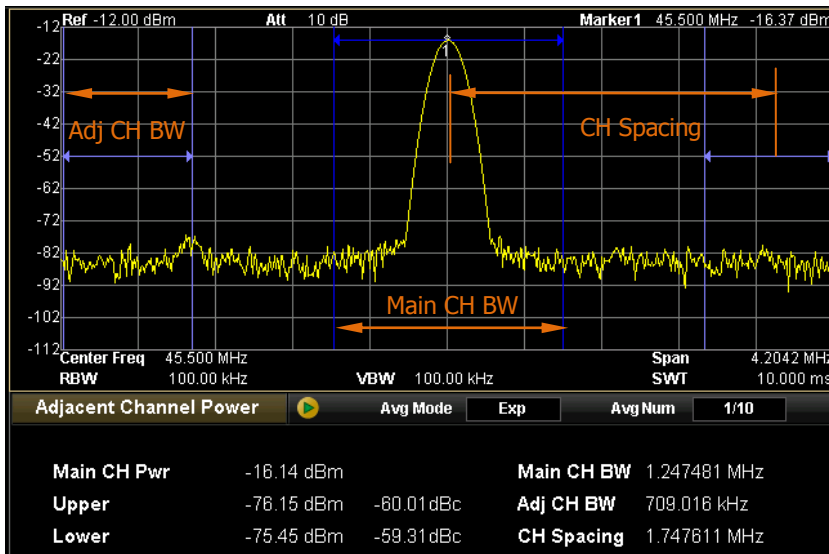 Ref -12.00 dBm Att 10 dB Marker1 45.500 MHz -16.37 dBm
-12
-22
1
-32
-42
Adj CH BW CH Spacing
-52
-62
-72
-82
-92
-102
Main CH BW
-112
Center Freq 45.500 MHz Span 4.2042 MHz
RBW 100.00 kHz VBW 100.00 kHz SWT 10.000 ms
Adjacent Channel Power Avg Mode Exp Avg Num 1/10
Main CH Pwr -16.14 dBm Main CH BW 1.247481 MHz
Upper -76.15 dBm -60.01dBc Adj CH BW 709.016 kHz
Lower -75.45 dBm -59.31dBc CH Spacing 1.747611 MHz